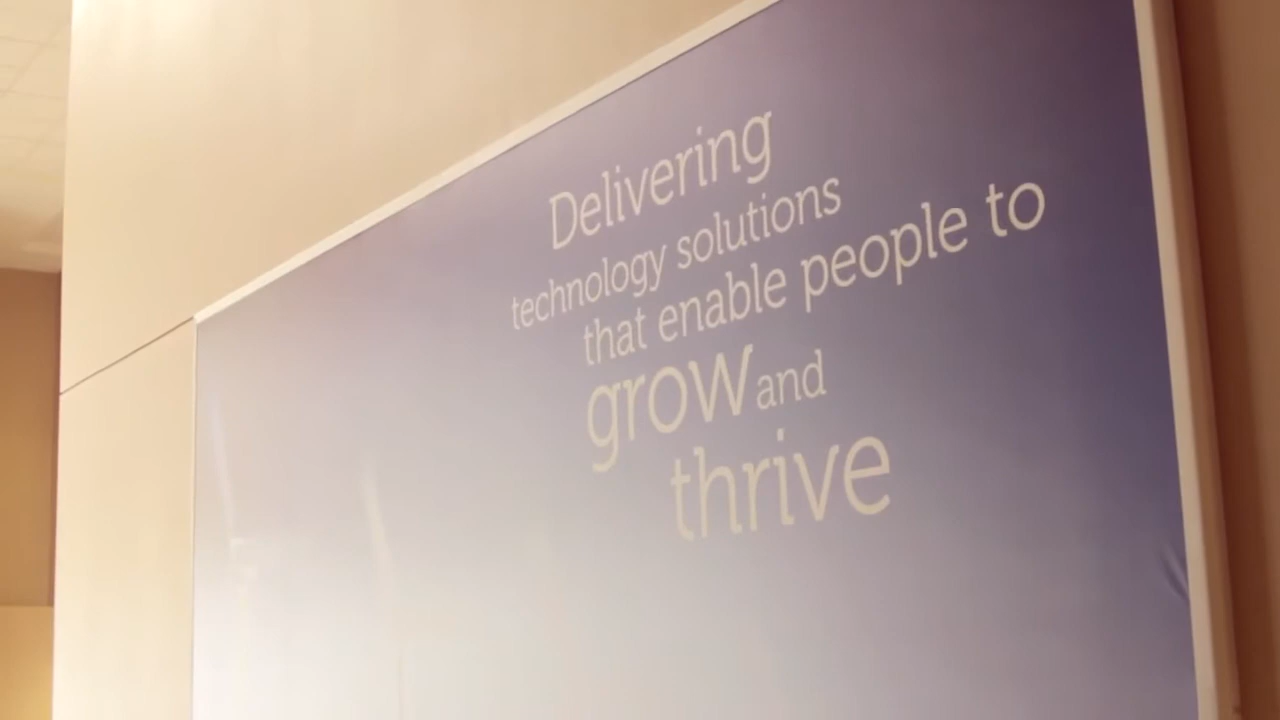 Delivering
technology solutions
that enable people to
grow and
thrive